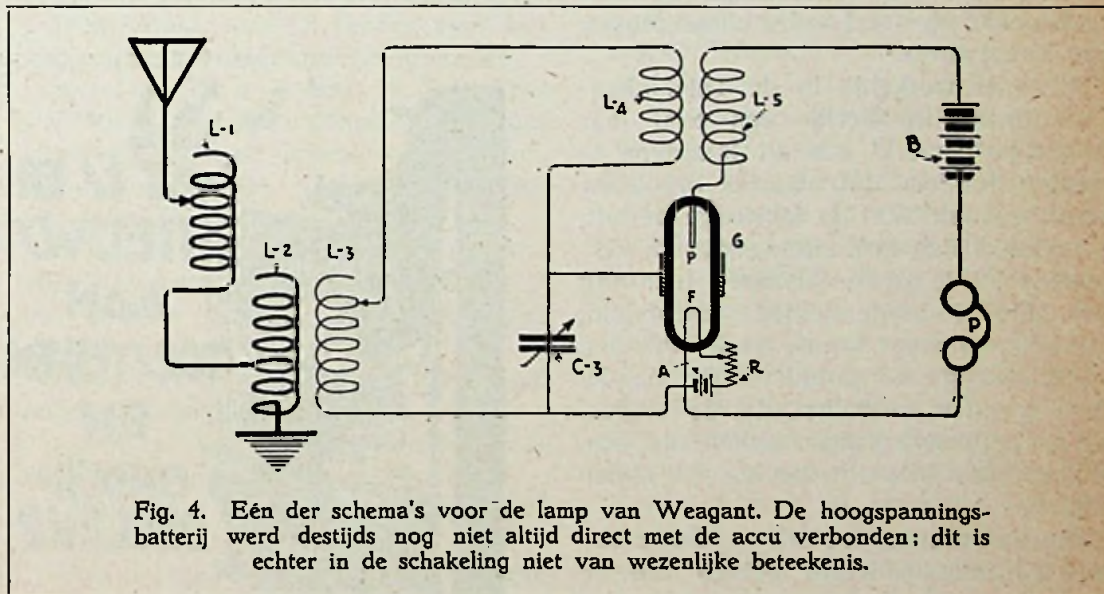 L-1
L-2
L-3
L-4
L-5
B
P
G
F
P
C-3
A
R
Fig. 4. Eén der schema's voor de lamp van Weagant. De hoogspannings-
batterij werd destijds nog niet altijd direct met de accu verbonden; dit is
echter in de schakeling niet van wezenlijke beteekenis.